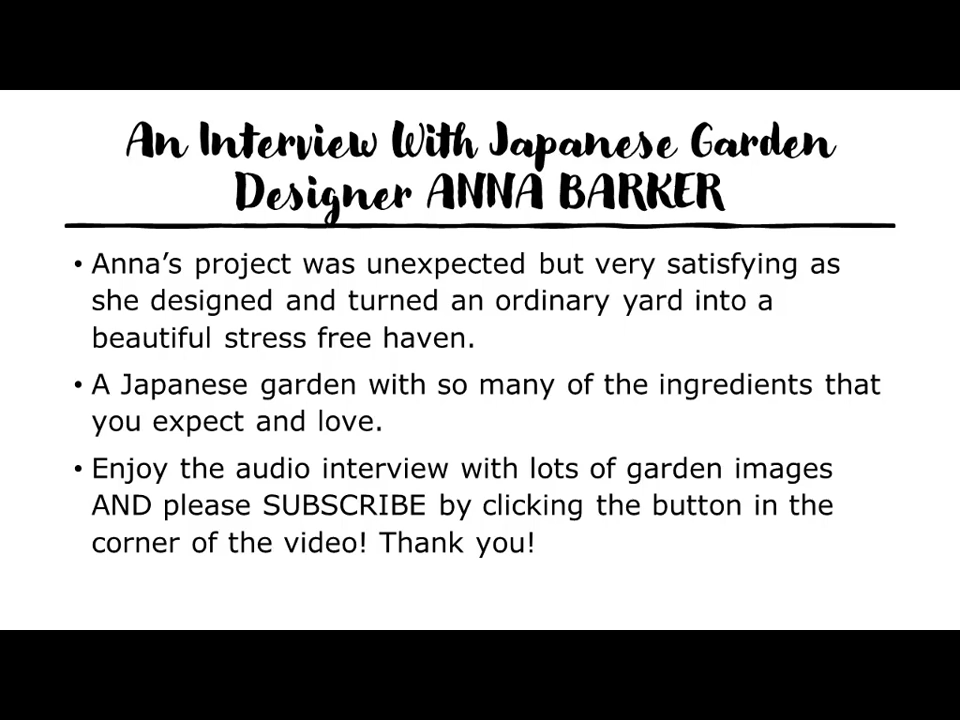 An Interview With Japanese Garden
Designer ANNA BARKER
• Anna’s project was unexpected but very satisfying as
she designed and turned an ordinary yard into a
beautiful stress free haven.
• A Japanese garden with so many of the ingredients that
you expect and love.
• Enjoy the audio interview with lots of garden images
AND please SUBSCRIBE by clicking the button in the
corner of the video! Thank you!